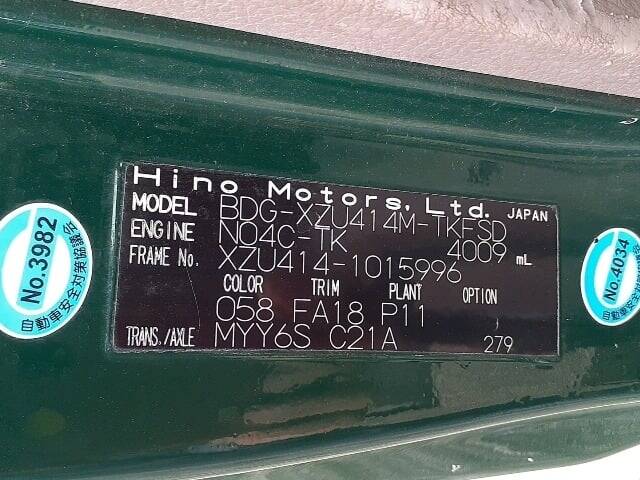 Hino Motors, Ltd. JAPAN
MODEL BDG-XZU414M-TKFSD
ENGINE N04C-TK 4009 mL
FRAME No. XZU414-1015996
COLOR TRIM PLANT OPTION
058 FA18 P11
TRANS./AXLE MYY6S C21A 279
No.3982
自動車安全対策協議会
No.4034
自動車安全対策協議会